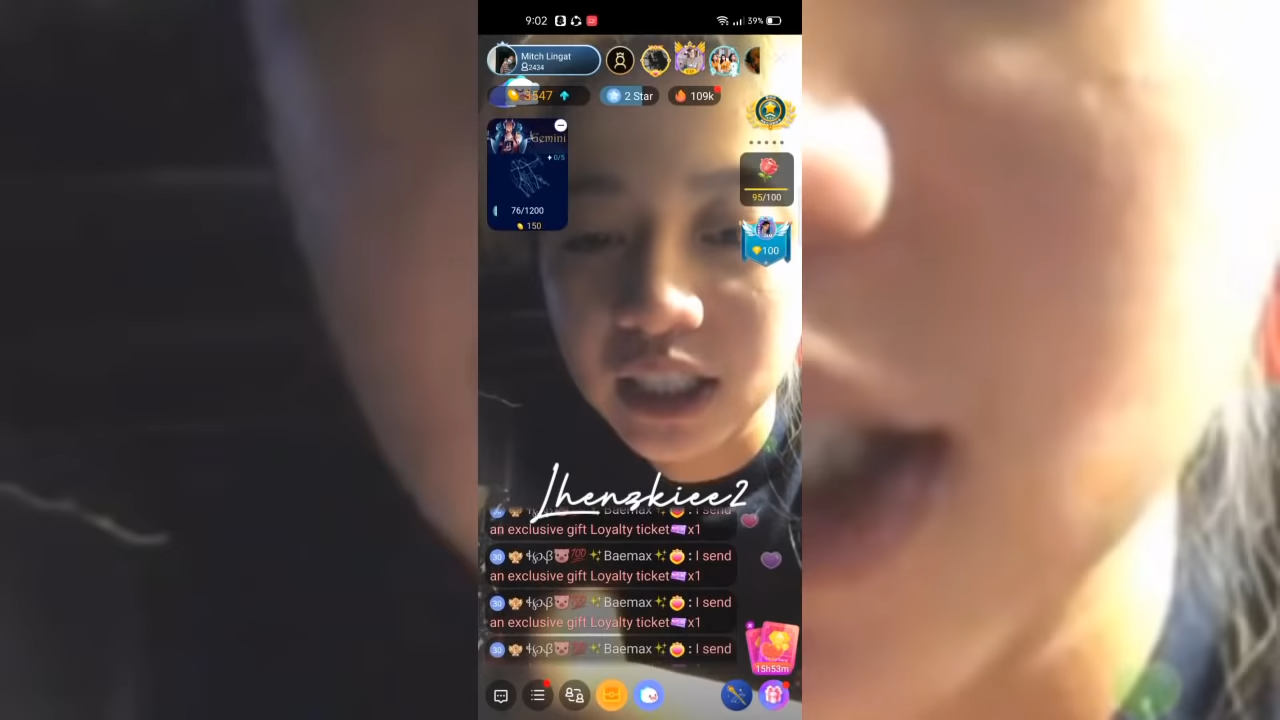 9:02 39%
Mitch Lingat
2434
3547 2 Star 109k
Gemini
0/5
76/1200
150
95/100
100
Lhenzkiee2
Baemax : I send
an exclusive gift Loyalty ticket x1
30 Baemax : I send
an exclusive gift Loyalty ticket x1
30 Baemax : I send
an exclusive gift Loyalty ticket x1
30 Baemax : I send
15h53m